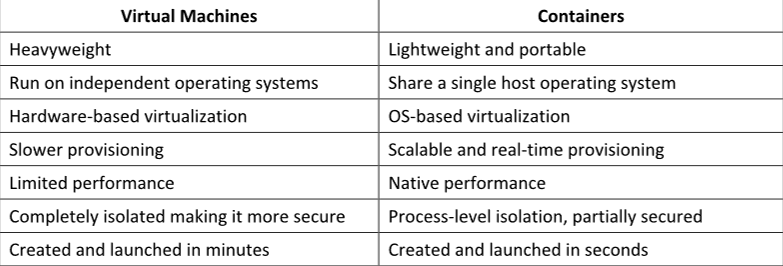 Virtual Machines Containers
Heavyweight Lightweight and portable
Run on independent operating systems Share a single host operating system
Hardware-based virtualization OS-based virtualization
Slower provisioning Scalable and real-time provisioning
Limited performance Native performance
Completely isolated making it more secure Process-level isolation, partially secured
Created and launched in minutes Created and launched in seconds